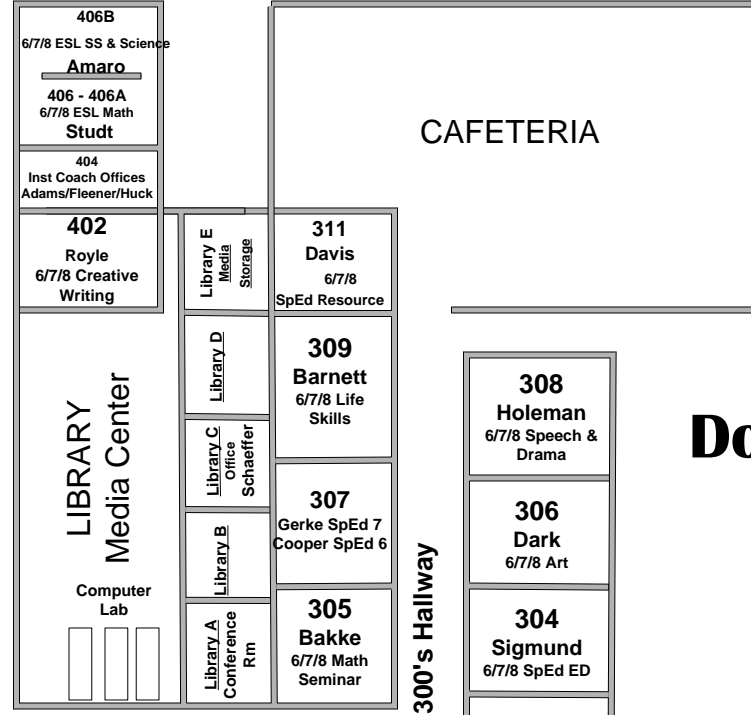 406B
6/7/8 ESL SS & Science
Amaro
406 - 406A
6/7/8 ESL Math
Studt
404
Inst Coach Offices
Adams/Fleener/Huck
402
Royle
6/7/8 Creative
Writing
LIBRARY
Media Center
Computer
Lab
Library E
Media
Storage
Library D
Library C
Office
Schaeffer
Library B
Library A
Conference
Rm
311
Davis
6/7/8
SpEd Resource
309
Barnett
6/7/8 Life
Skills
307
Gerke SpEd 7
Cooper SpEd 6
305
Bakke
6/7/8 Math
Seminar
300's Hallway
CAFETERIA
308
Holeman
6/7/8 Speech &
Drama
306
Dark
6/7/8 Art
304
Sigmund
6/7/8 SpEd ED